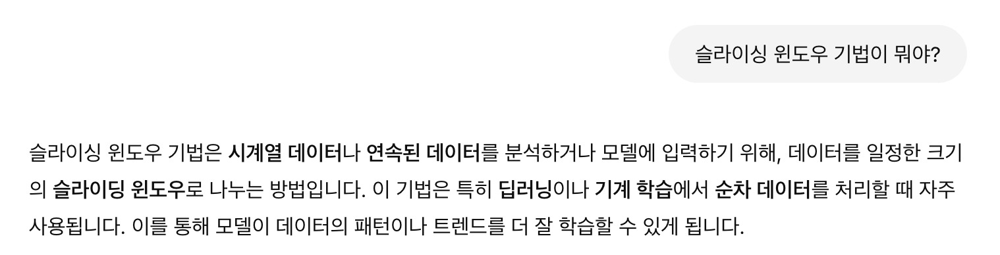 슬라이싱 윈도우 기법이 뭐야?
슬라이싱 윈도우 기법은 시계열 데이터나 연속된 데이터를 분석하거나 모델에 입력하기 위해, 데이터를 일정한 크기
의 슬라이딩 윈도우로 나누는 방법입니다. 이 기법은 특히 딥러닝이나 기계 학습에서 순차 데이터를 처리할 때 자주
사용됩니다. 이를 통해 모델이 데이터의 패턴이나 트렌드를 더 잘 학습할 수 있게 됩니다.